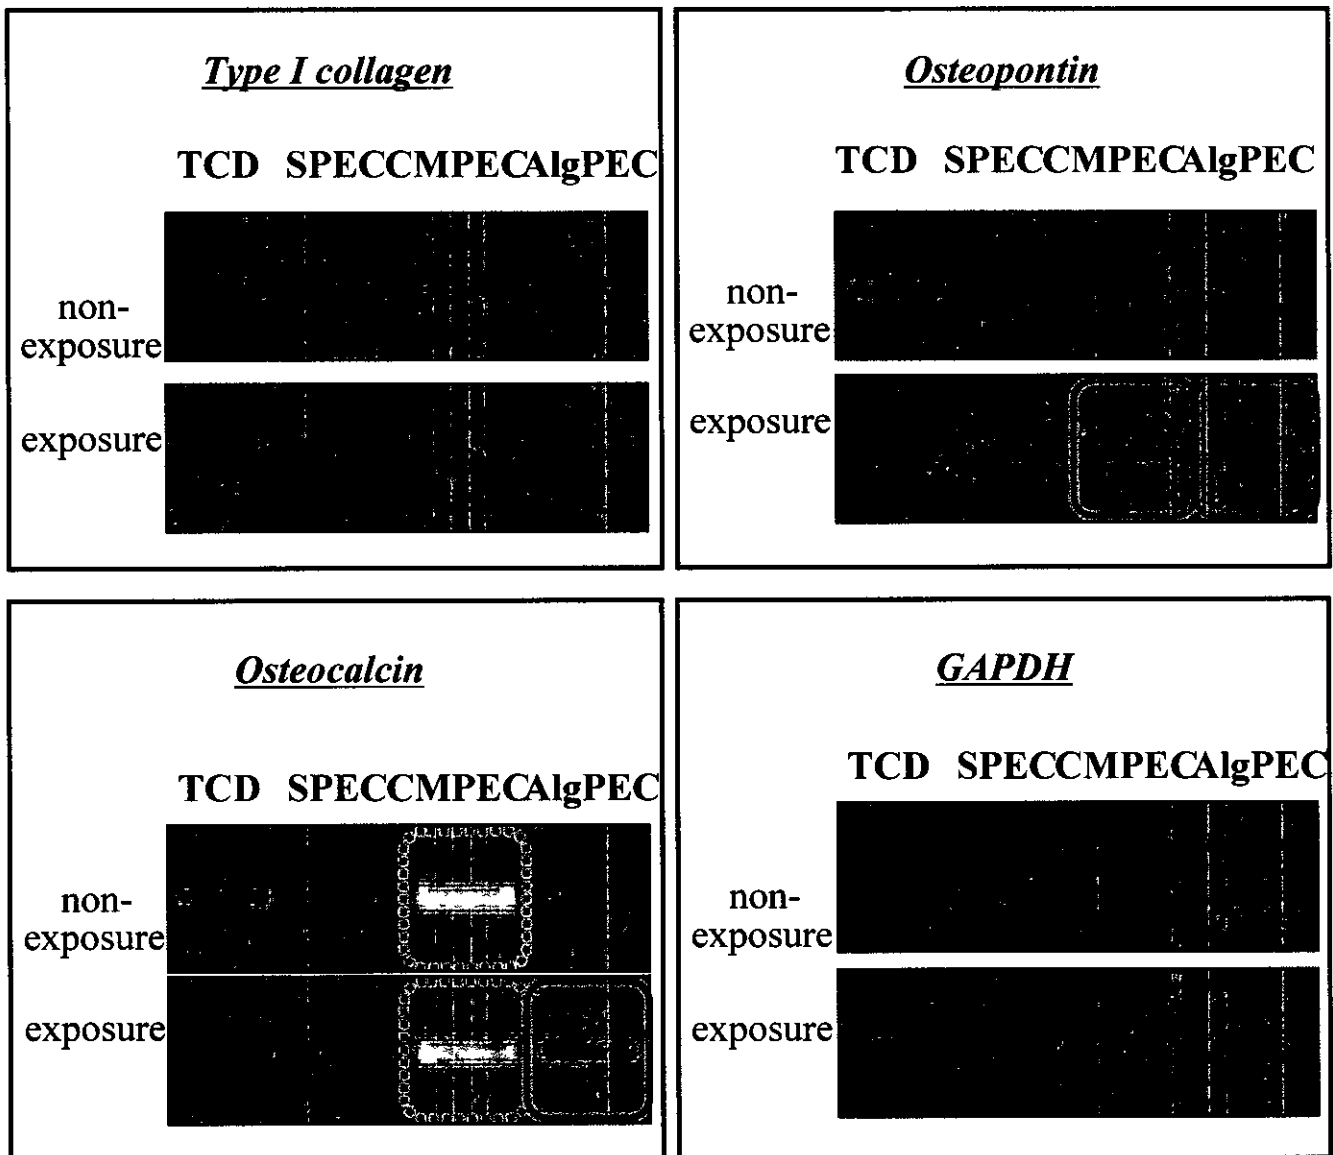 Type I collagen
TCD SPECCMPECAlgPEC
non-
exposure
exposure
Osteopontin
TCD SPECCMPECAlgPEC
non-
exposure
exposure
Osteocalcin
TCD SPECCMPECAlgPEC
non-
exposure
exposure
GAPDH
TCD SPECCMPECAlgPEC
non-
exposure
exposure